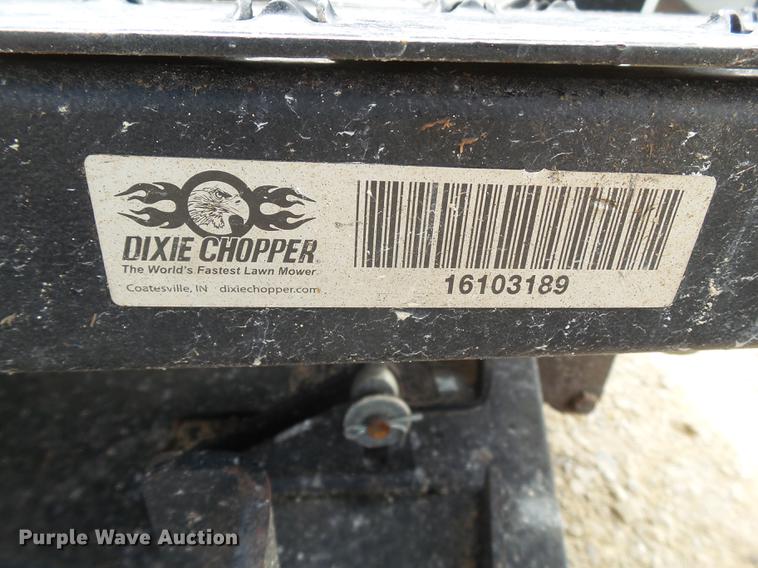 DIXIE CHOPPER
The World's Fastest Lawn Mower
Coatesville, IN dixiechopper.com
16103189
Purple Wave Auction